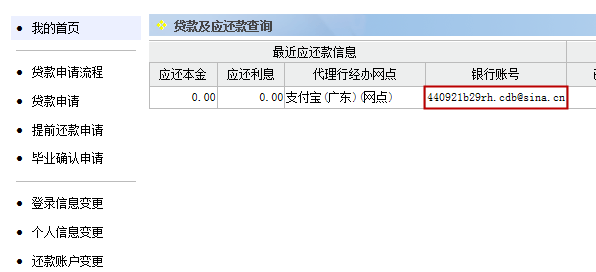 我的首页
贷款申请流程
贷款申请
提前还款申请
毕业确认申请
登录信息变更
个人信息变更
还款账户变更
贷款及应还款查询
最近应还款信息
应还本金 应还利息 代理行经办网点 银行账号
0.00 0.00 支付宝(广东)(网点) 440921b29rh.cdb@sina.cn